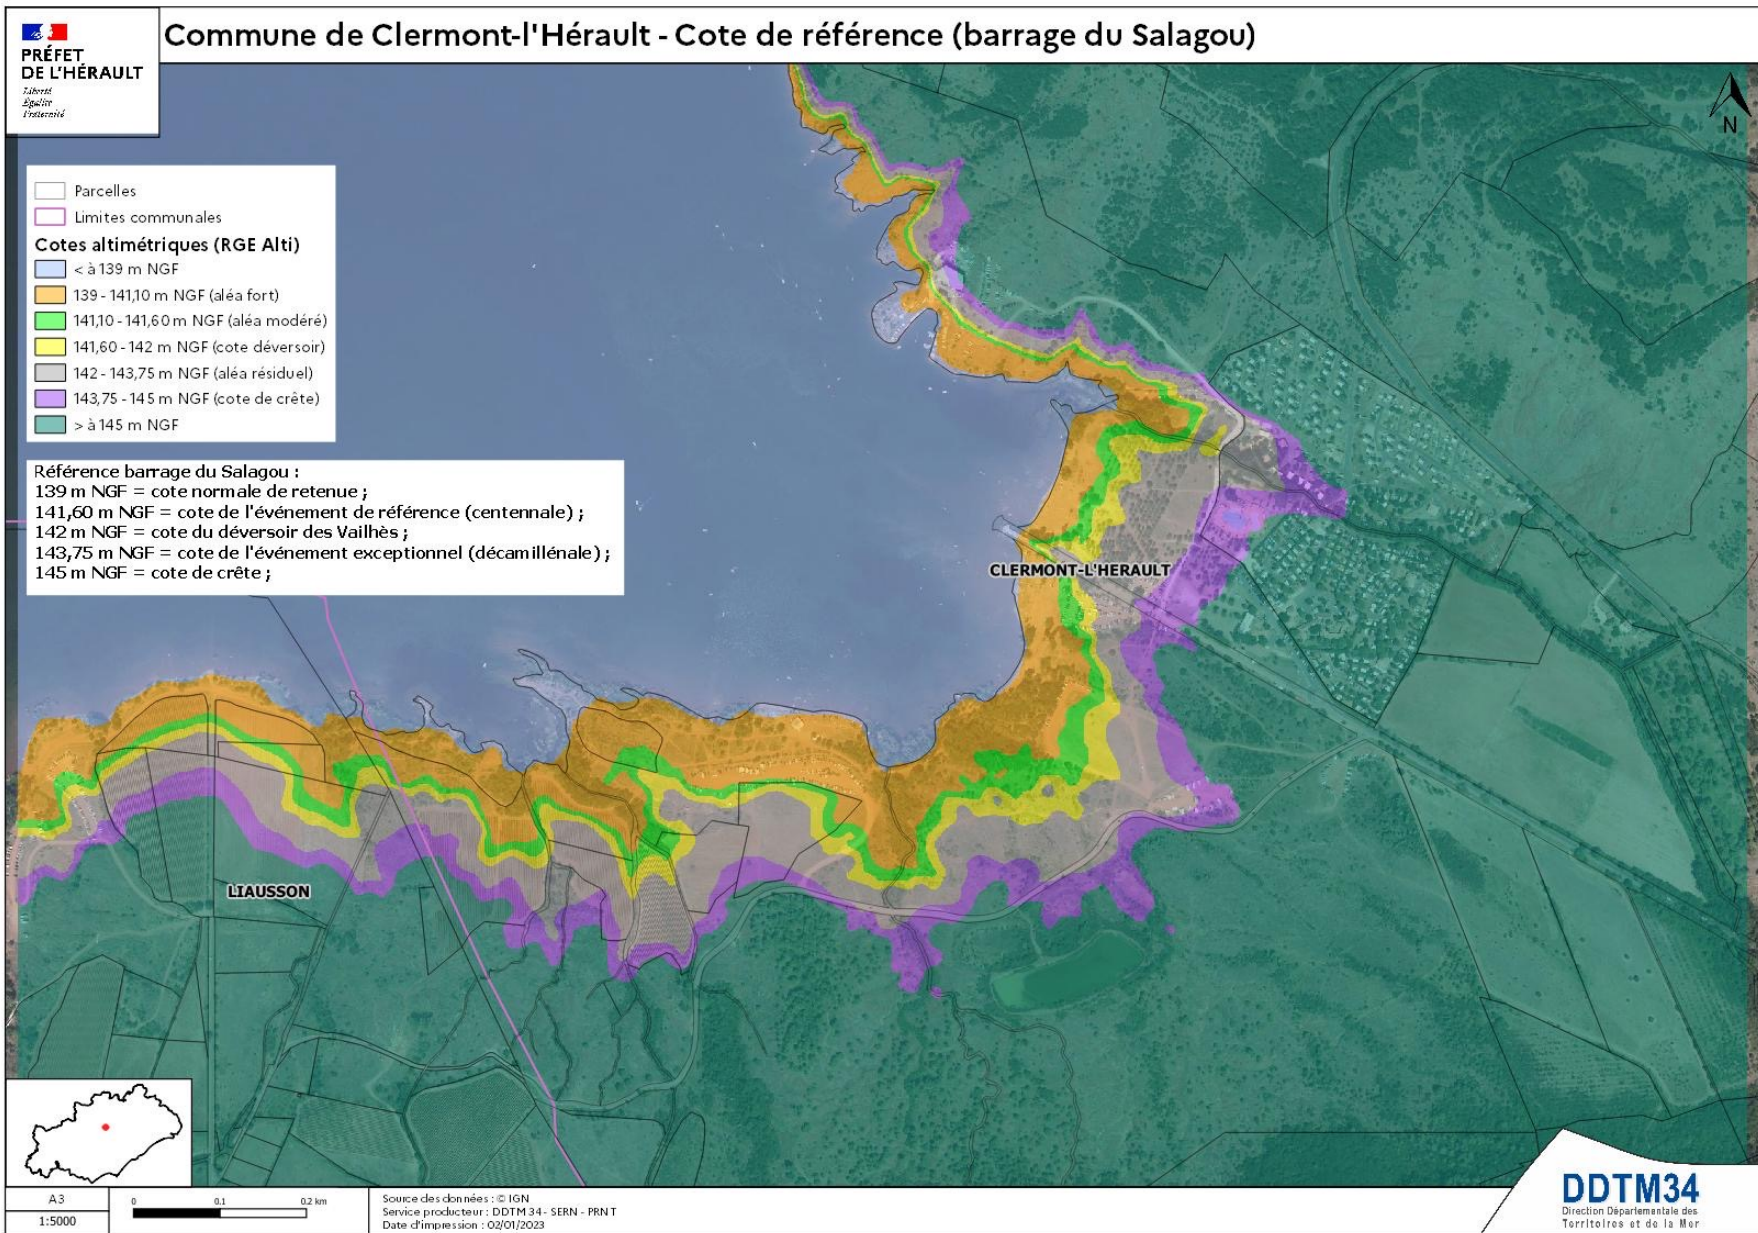 Commune de Clermont-l'Hérault - Cote de référence (barrage du Salagou)
PRÉFET
DE L'HÉRAULT
Liberté
Égalité
Fraternité
N
Parcelles
Limites communales
Cotes altimétriques (RGE Alti)
< à 139 m NGF
139 - 141,10 m NGF (aléa fort)
141,10 - 141,60 m NGF (aléa modéré)
141,60 - 142 m NGF (cote déversoir)
142 - 143,75 m NGF (aléa résiduel)
143,75 - 145 m NGF (cote de crête)
> à 145 m NGF
Référence barrage du Salagou :
139 m NGF = cote normale de retenue ;
141,60 m NGF = cote de l'événement de référence (centennale) ;
142 m NGF = cote du déversoir des Vailhès ;
143,75 m NGF = cote de l'événement exceptionnel (décamillénale) ;
145 m NGF = cote de crête ;
CLERMONT-L'HERAULT
LIAUSSON
A3
1:5000
0 0.1 0.2 km
Source des données : © IGN
Service producteur : DDTM 34 - SERN - PRNT
Date d'impression : 02/01/2023
DDTM34
Direction Départementale des
Territoires et de la Mer